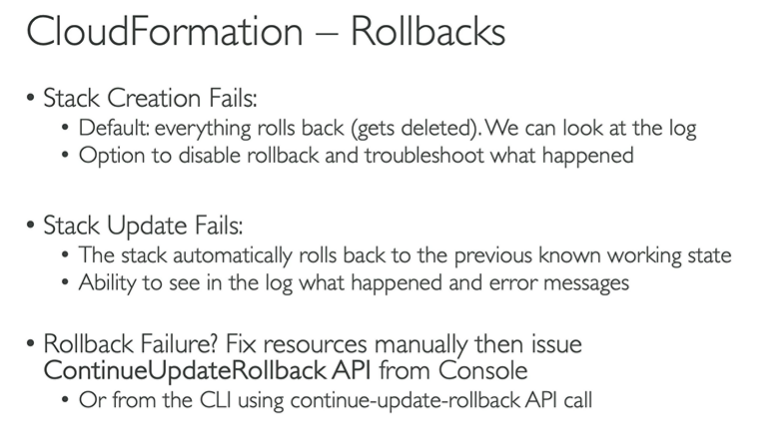 CloudFormation – Rollbacks
• Stack Creation Fails:
• Default: everything rolls back (gets deleted). We can look at the log
• Option to disable rollback and troubleshoot what happened
• Stack Update Fails:
• The stack automatically rolls back to the previous known working state
• Ability to see in the log what happened and error messages
• Rollback Failure? Fix resources manually then issue
ContinueUpdateRollback API from Console
• Or from the CLI using continue-update-rollback API call